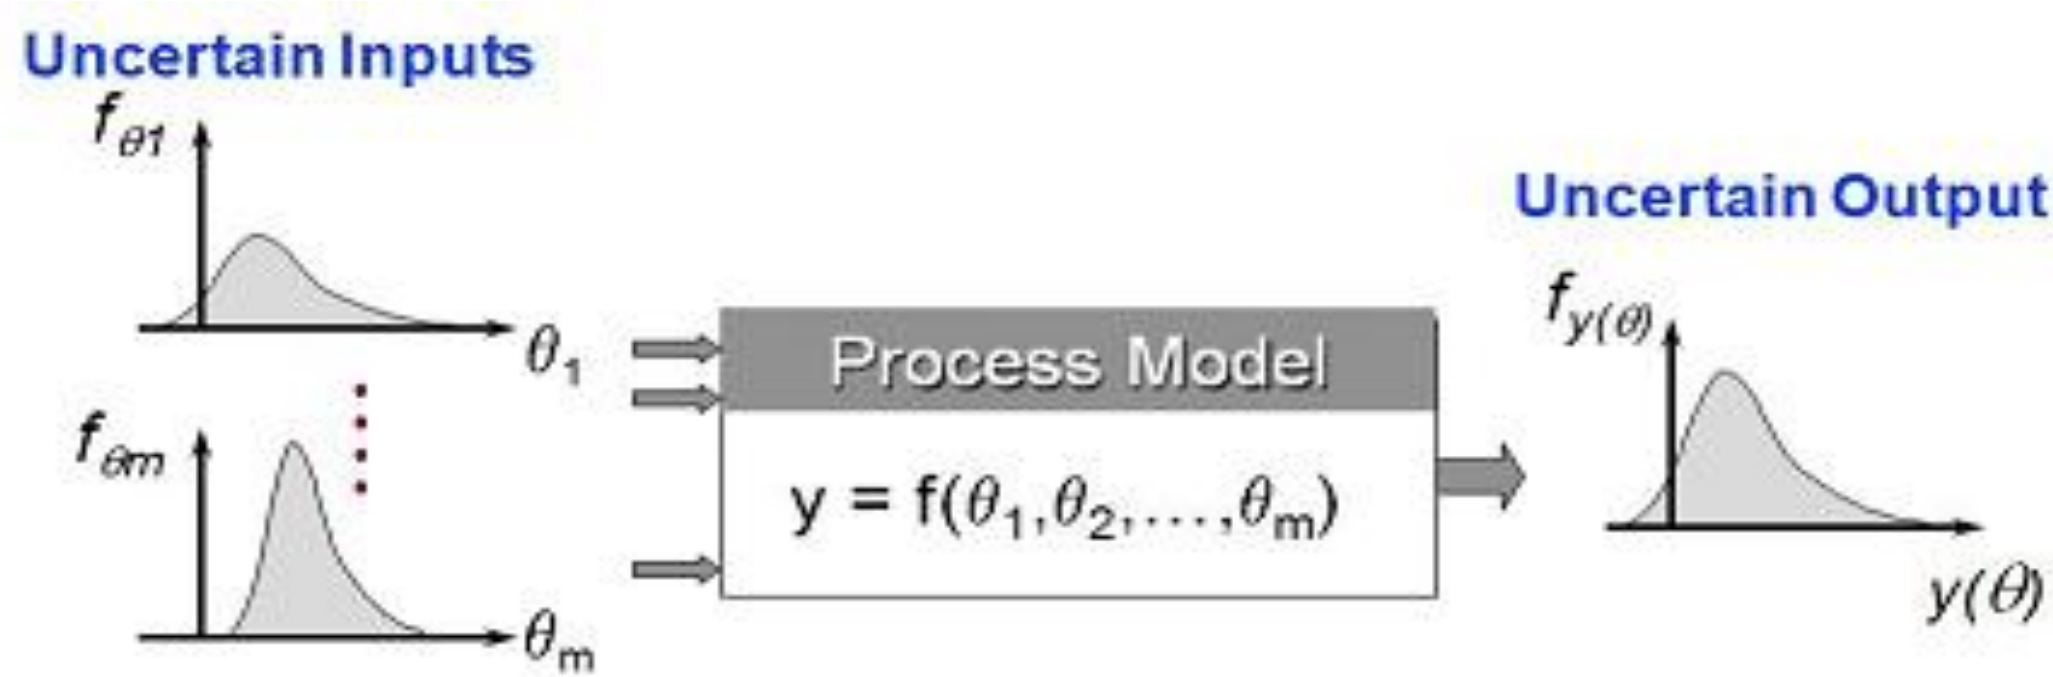 Uncertain Inputs
fθ1
θ1
fθm
θm
Process Model
y = f(θ1,θ2,...,θm)
Uncertain Output
fy(θ)
y(θ)